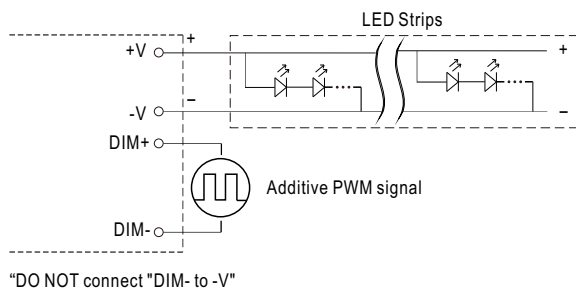 LED Strips
+V
+
+
-V
−
−
DIM+
Additive PWM signal
DIM-
“DO NOT connect "DIM- to -V"